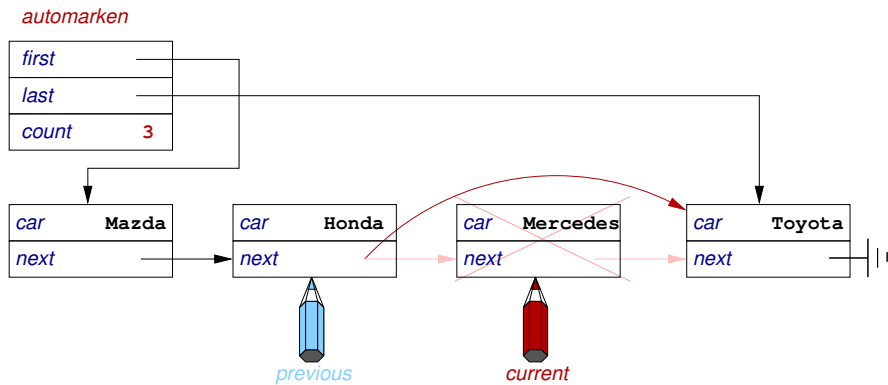 automarken
first
last
count 3
car Mazda
next
car Honda
next
car Mercedes
next
car Toyota
next
previous
current